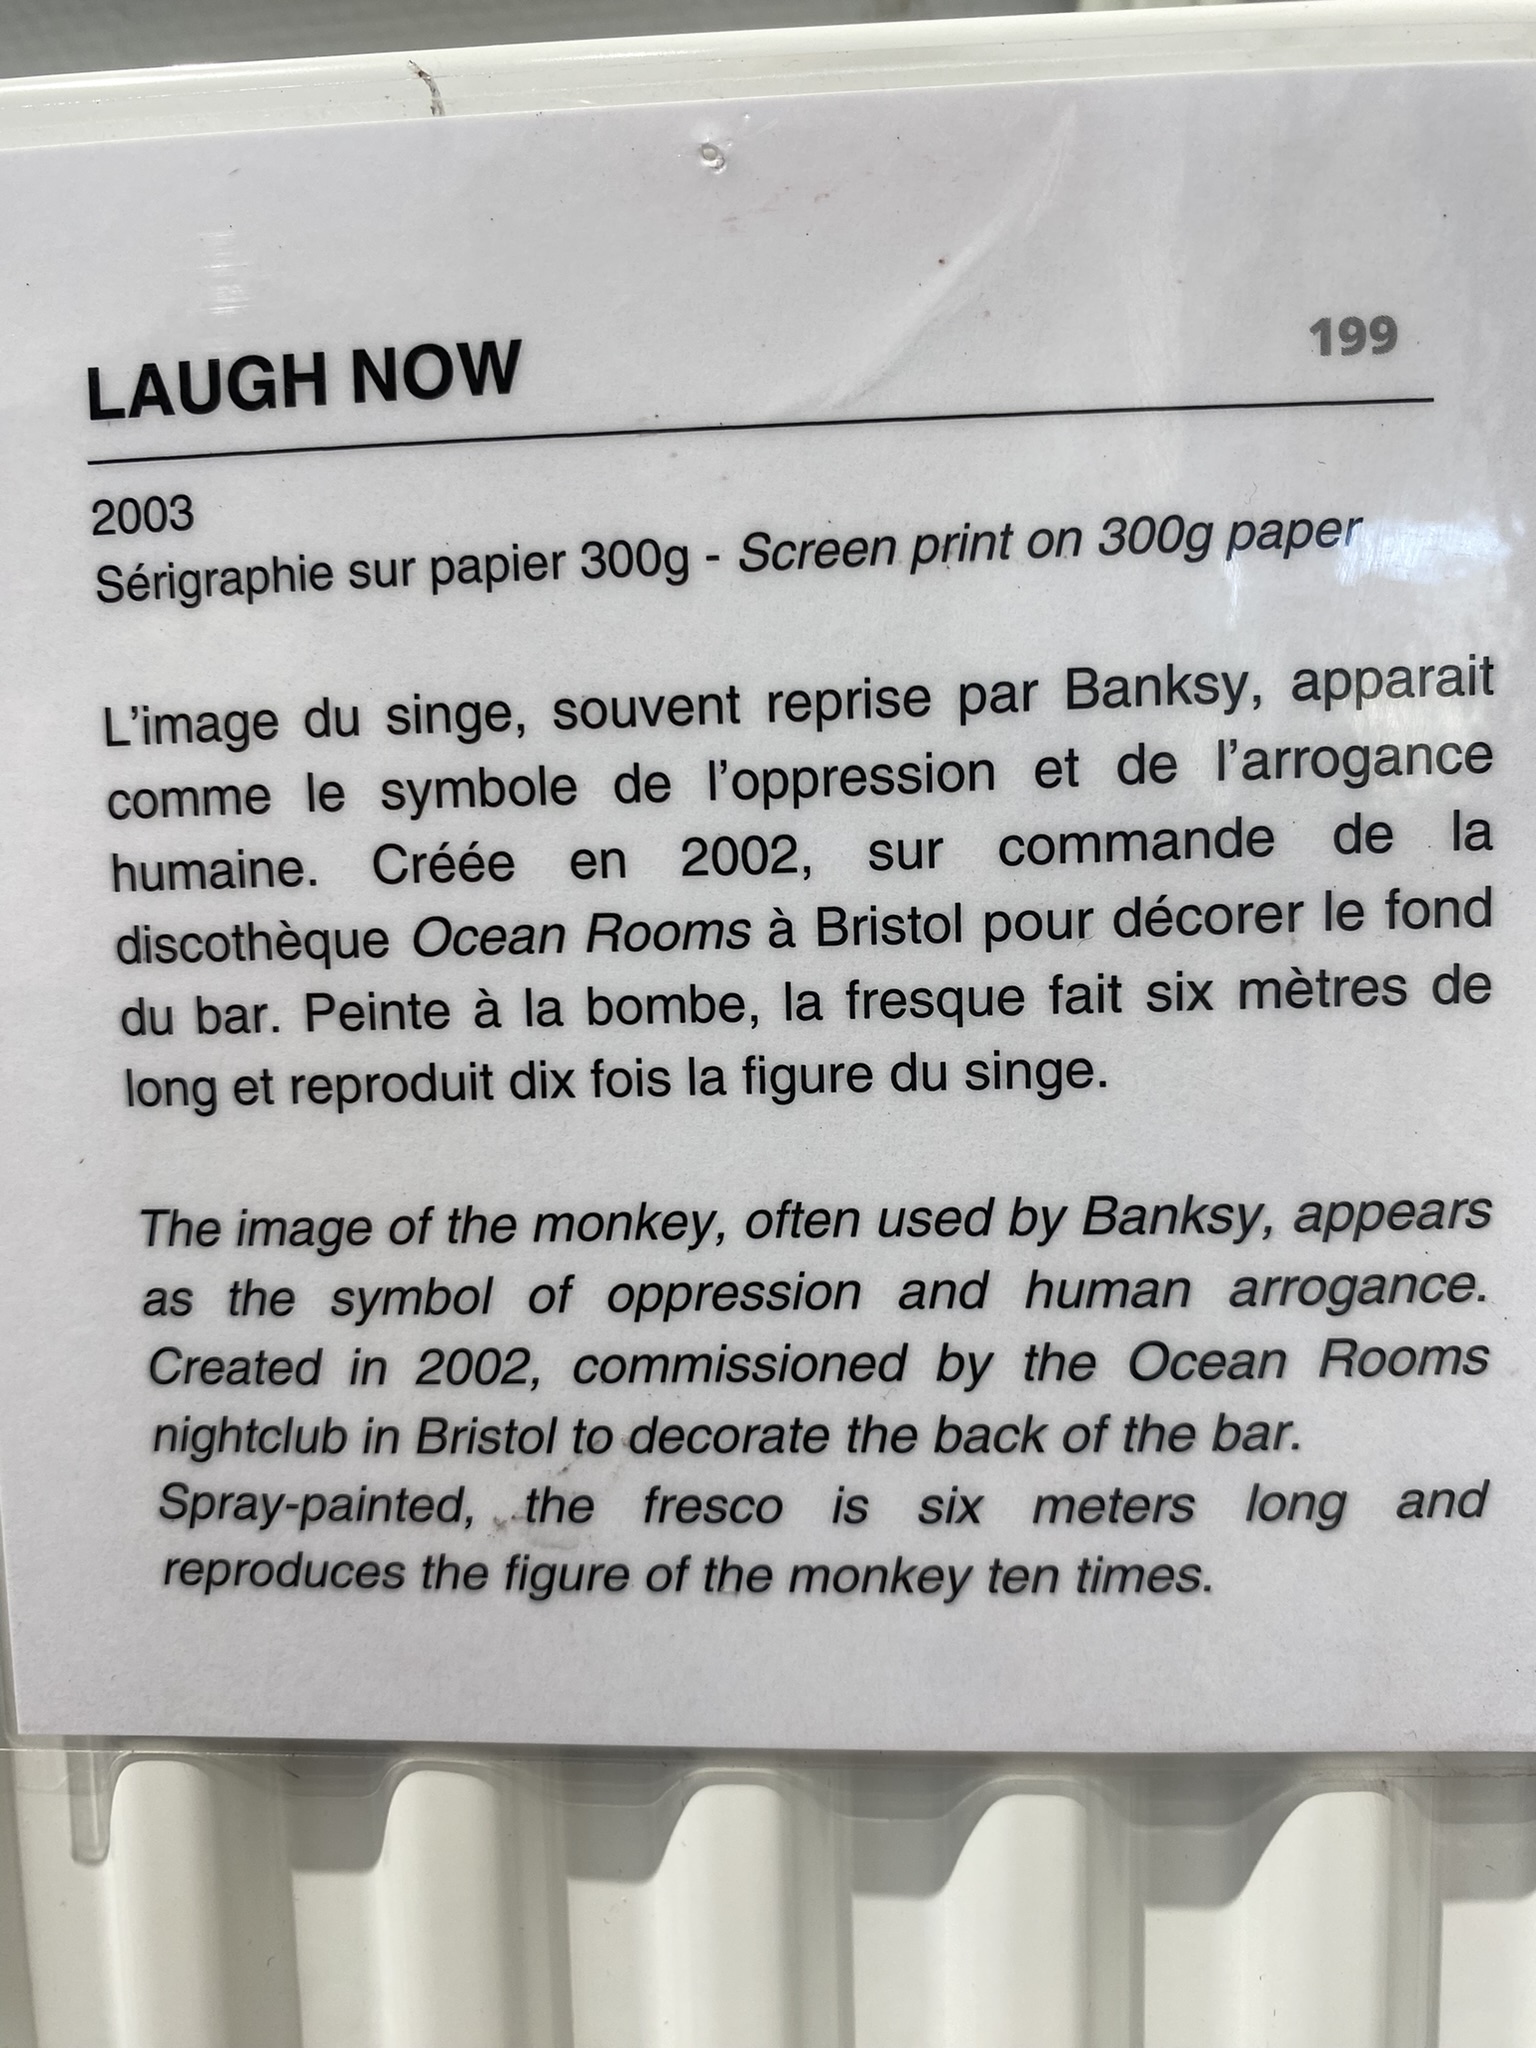 LAUGH NOW 199
2003
Sérigraphie sur papier 300g - Screen print on 300g paper
L'image du singe, souvent reprise par Banksy, apparait
comme le symbole de l'oppression et de l'arrogance
humaine. Créée en 2002, sur commande de la
discothèque Ocean Rooms à Bristol pour décorer le fond
du bar. Peinte à la bombe, la fresque fait six mètres de
long et reproduit dix fois la figure du singe.
The image of the monkey, often used by Banksy, appears
as the symbol of oppression and human arrogance.
Created in 2002, commissioned by the Ocean Rooms
nightclub in Bristol to decorate the back of the bar.
Spray-painted, the fresco is six meters long and
reproduces the figure of the monkey ten times.